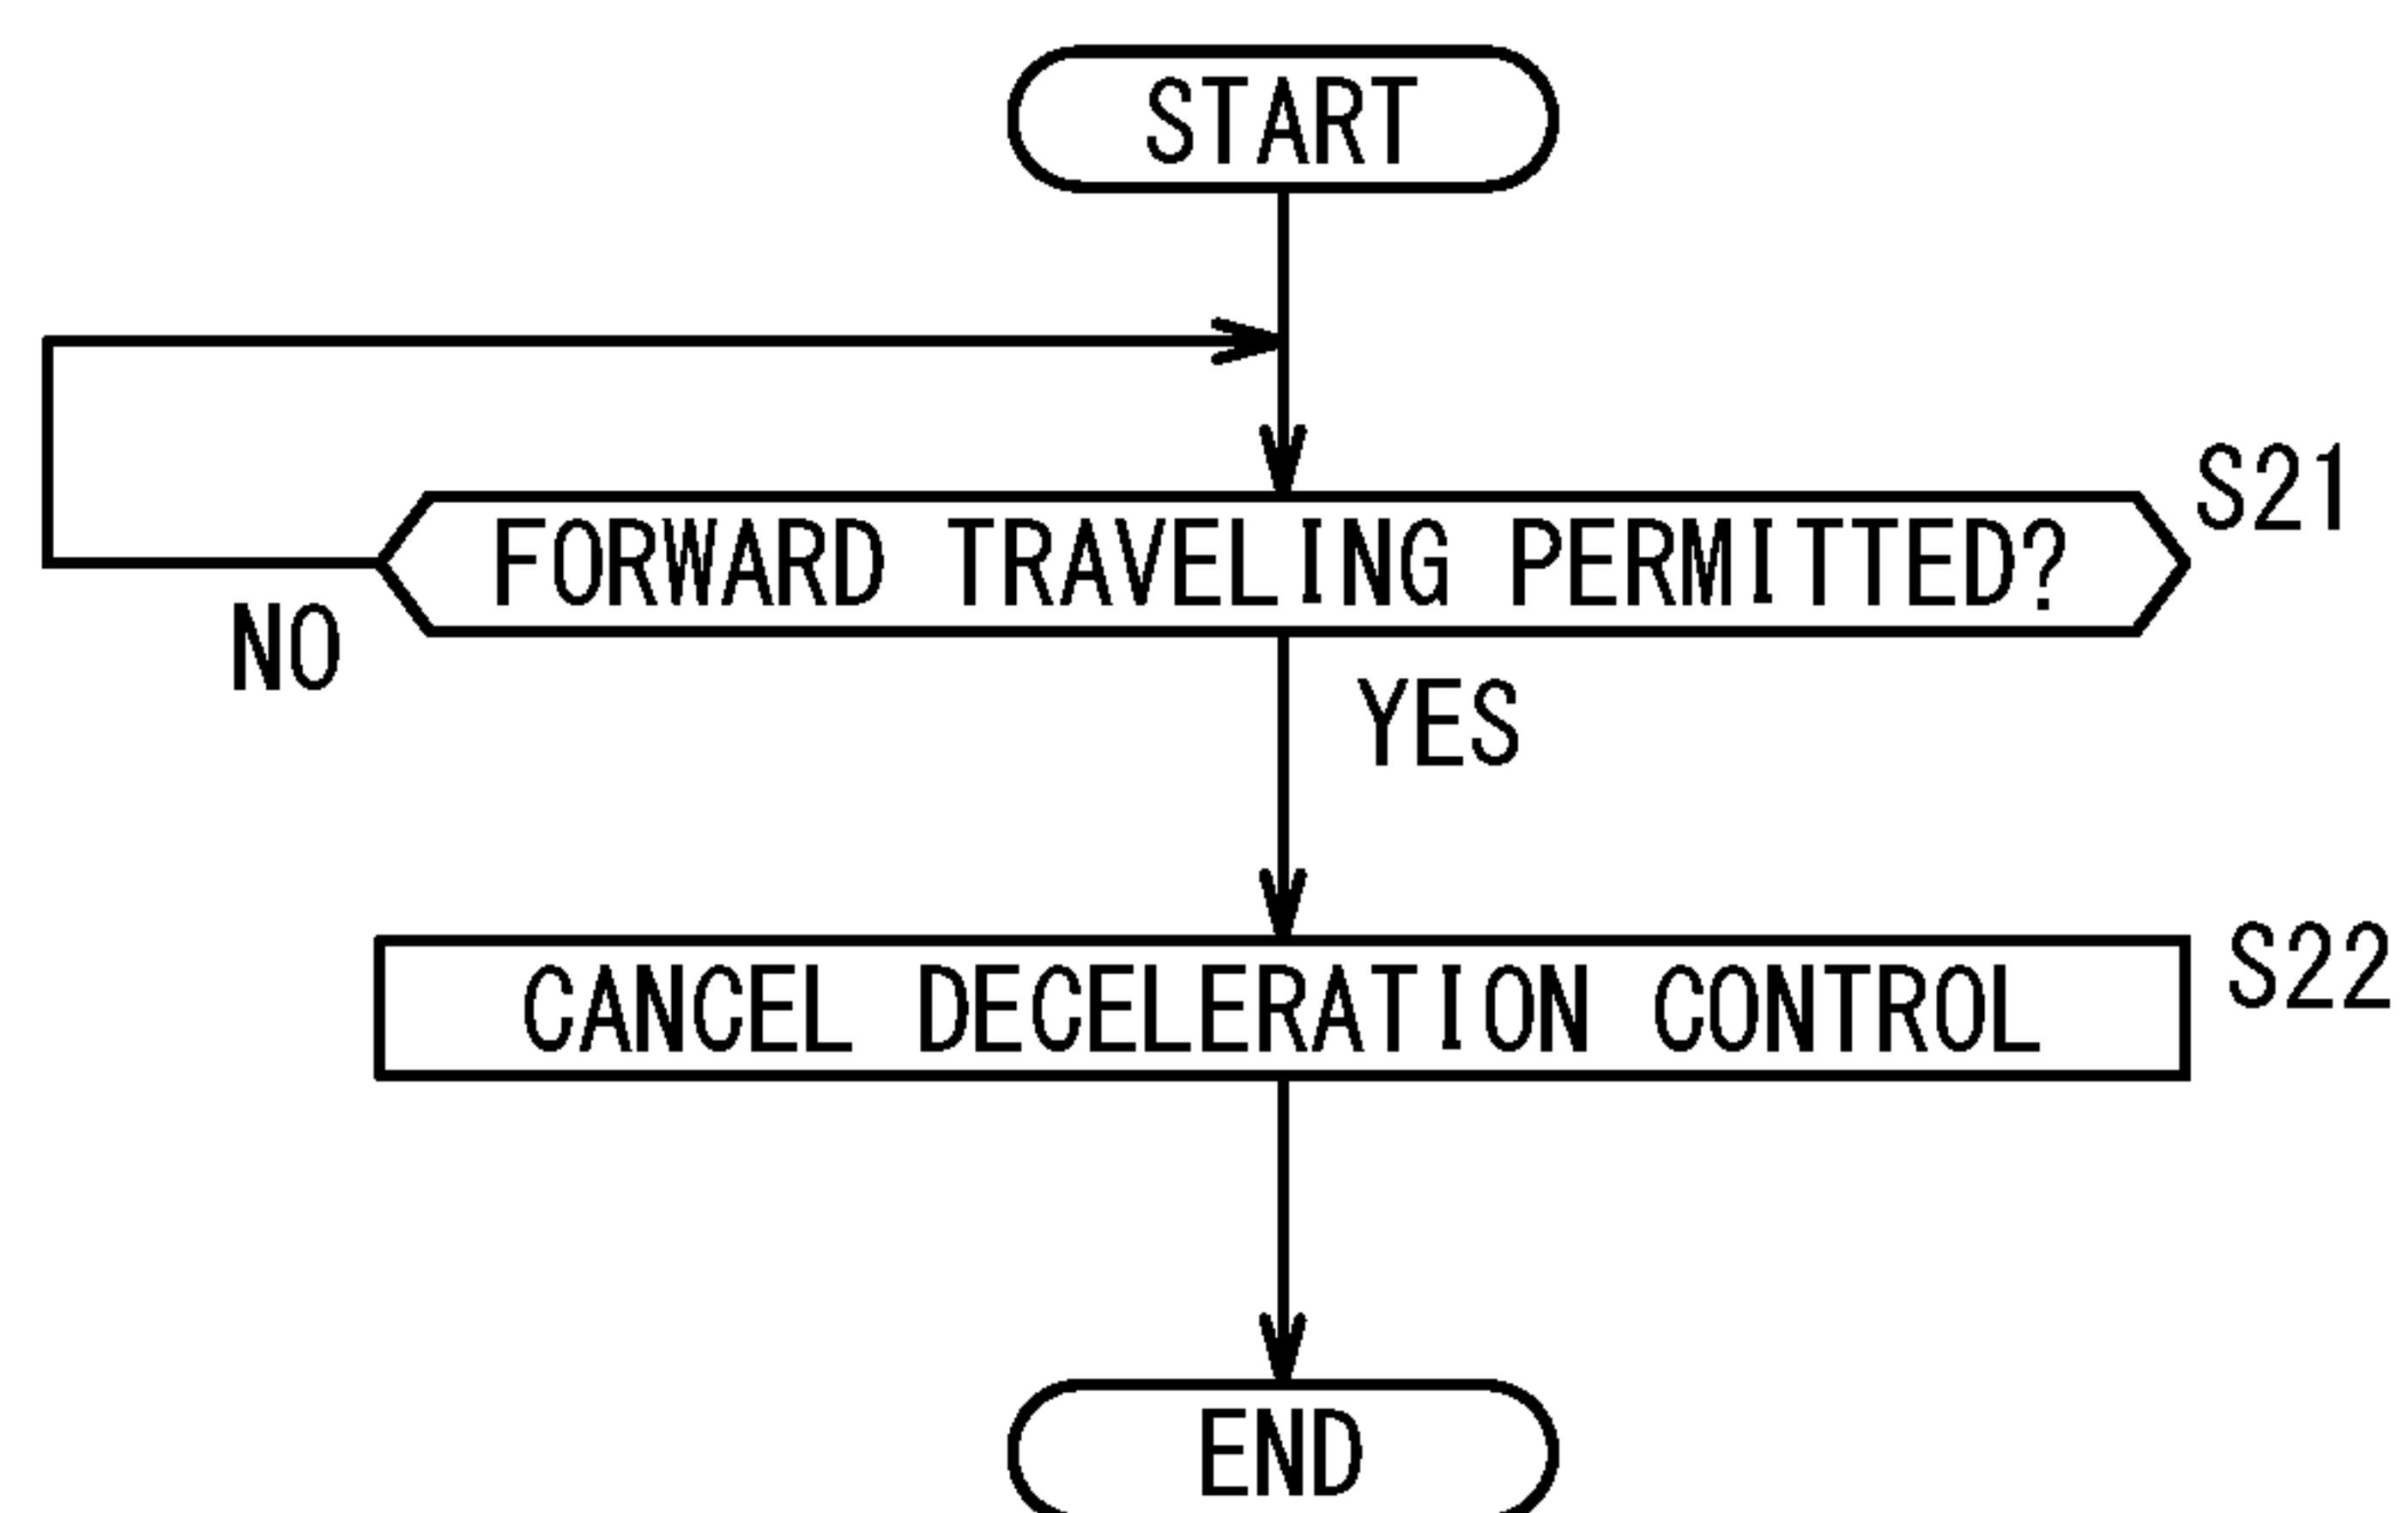 START
S21
FORWARD TRAVELING PERMITTED?
NO
YES
S22
CANCEL DECELERATION CONTROL
END